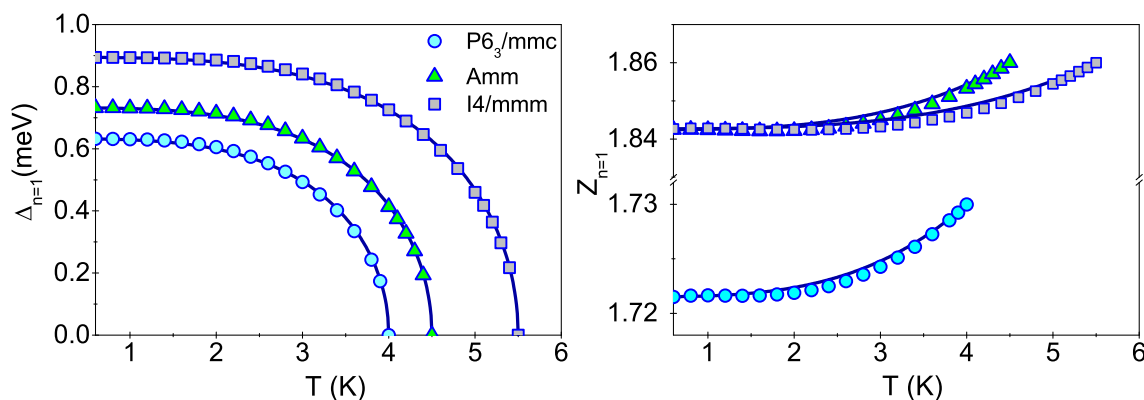 1.0
0.8
0.6
0.4
0.2
0.0
Δn=1(meV)
1 2 3 4 5 6
T (K)
P63/mmc
Amm
I4/mmm
1.86
1.84
1.73
1.72
Zn=1
1 2 3 4 5 6
T (K)